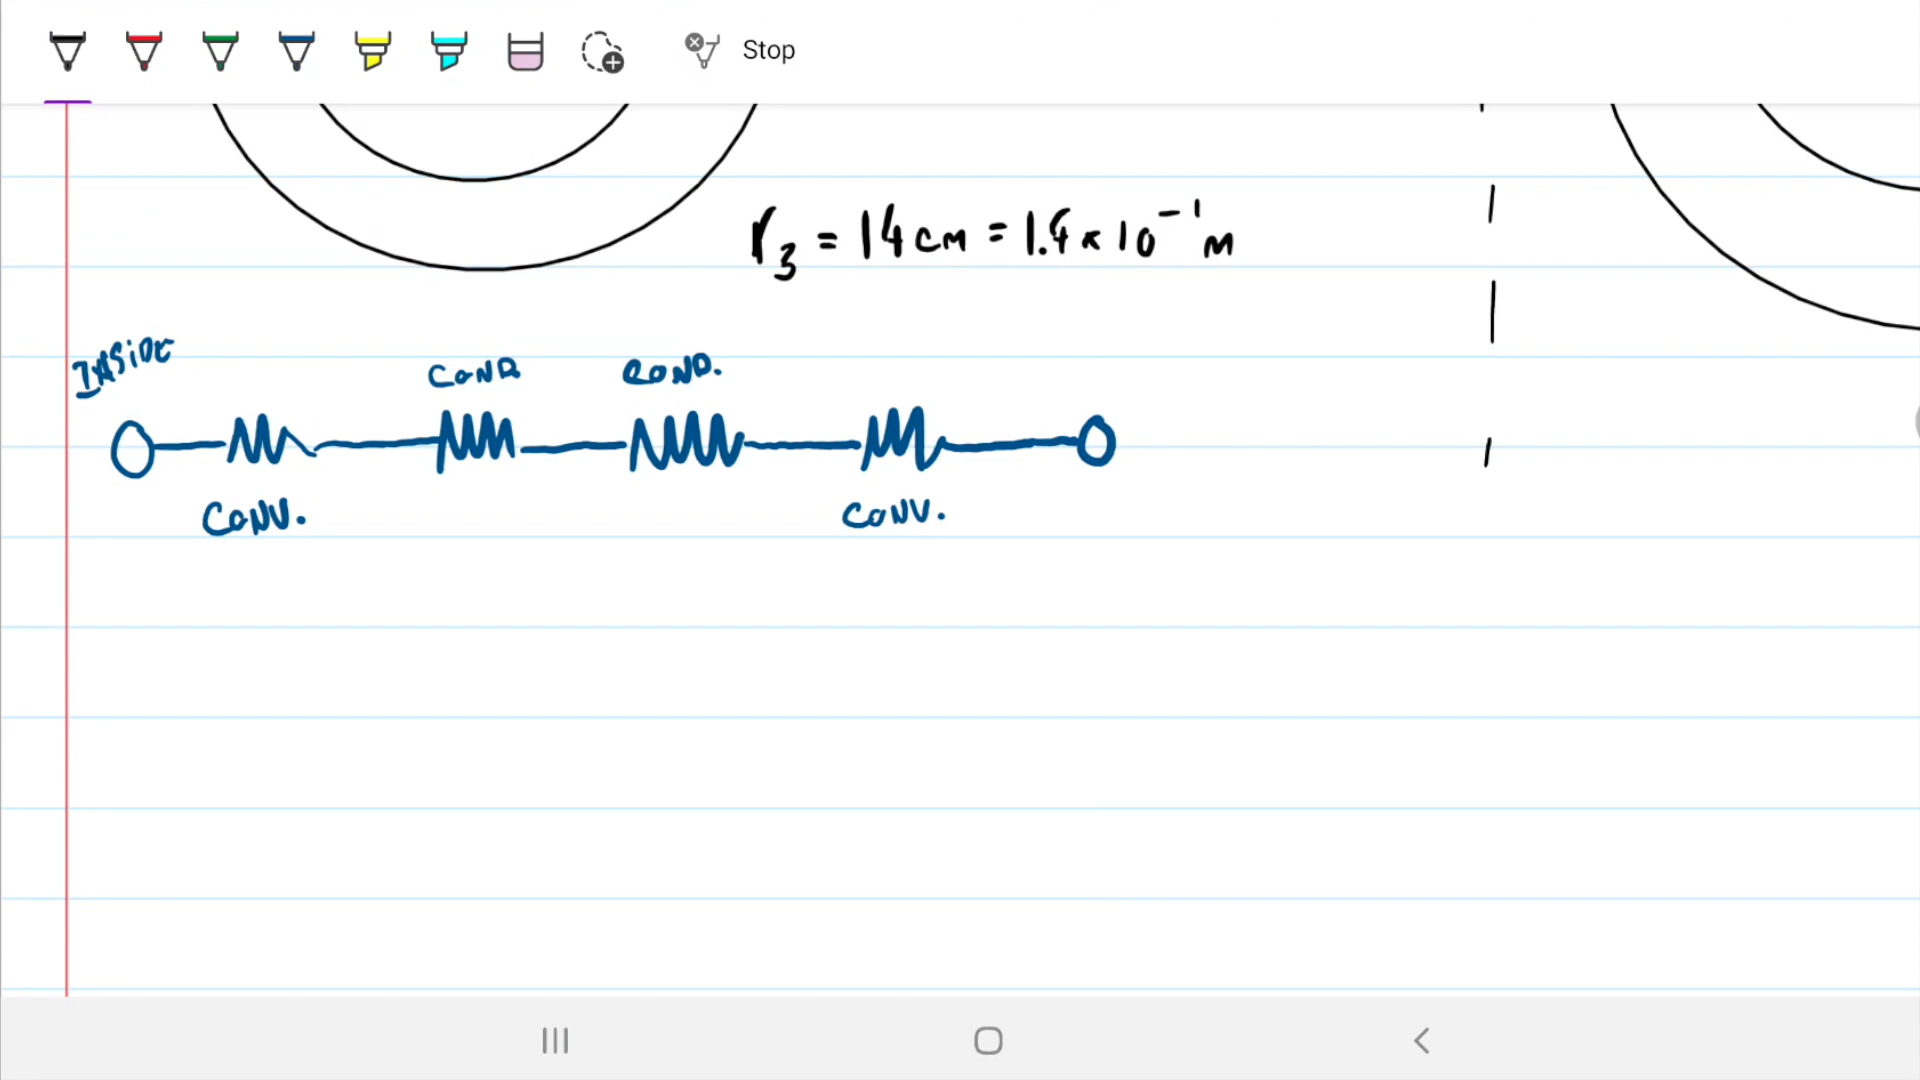 Stop
r₃ = 14 cm = 1.4 × 10⁻¹ m
INSIDE
COND COND.
CONV. CONV.